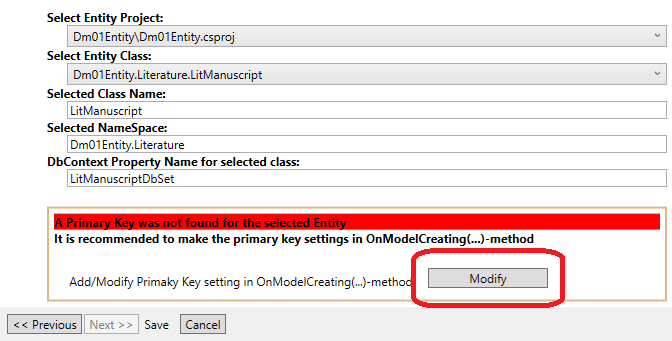 Select Entity Project:
Dm01Entity\Dm01Entity.csproj
Select Entity Class:
Dm01Entity.Literature.LitManuscript
Selected Class Name:
LitManuscript
Selected NameSpace:
Dm01Entity.Literature
DbContext Property Name for selected class:
LitManuscriptDbSet
A Primary Key was not found for the selected Entity
It is recommended to make the primary key settings in OnModelCreating(...)-method
Add/Modify Primaky Key setting in OnModelCreating(...)-method Modify
<< Previous Next >> Save Cancel